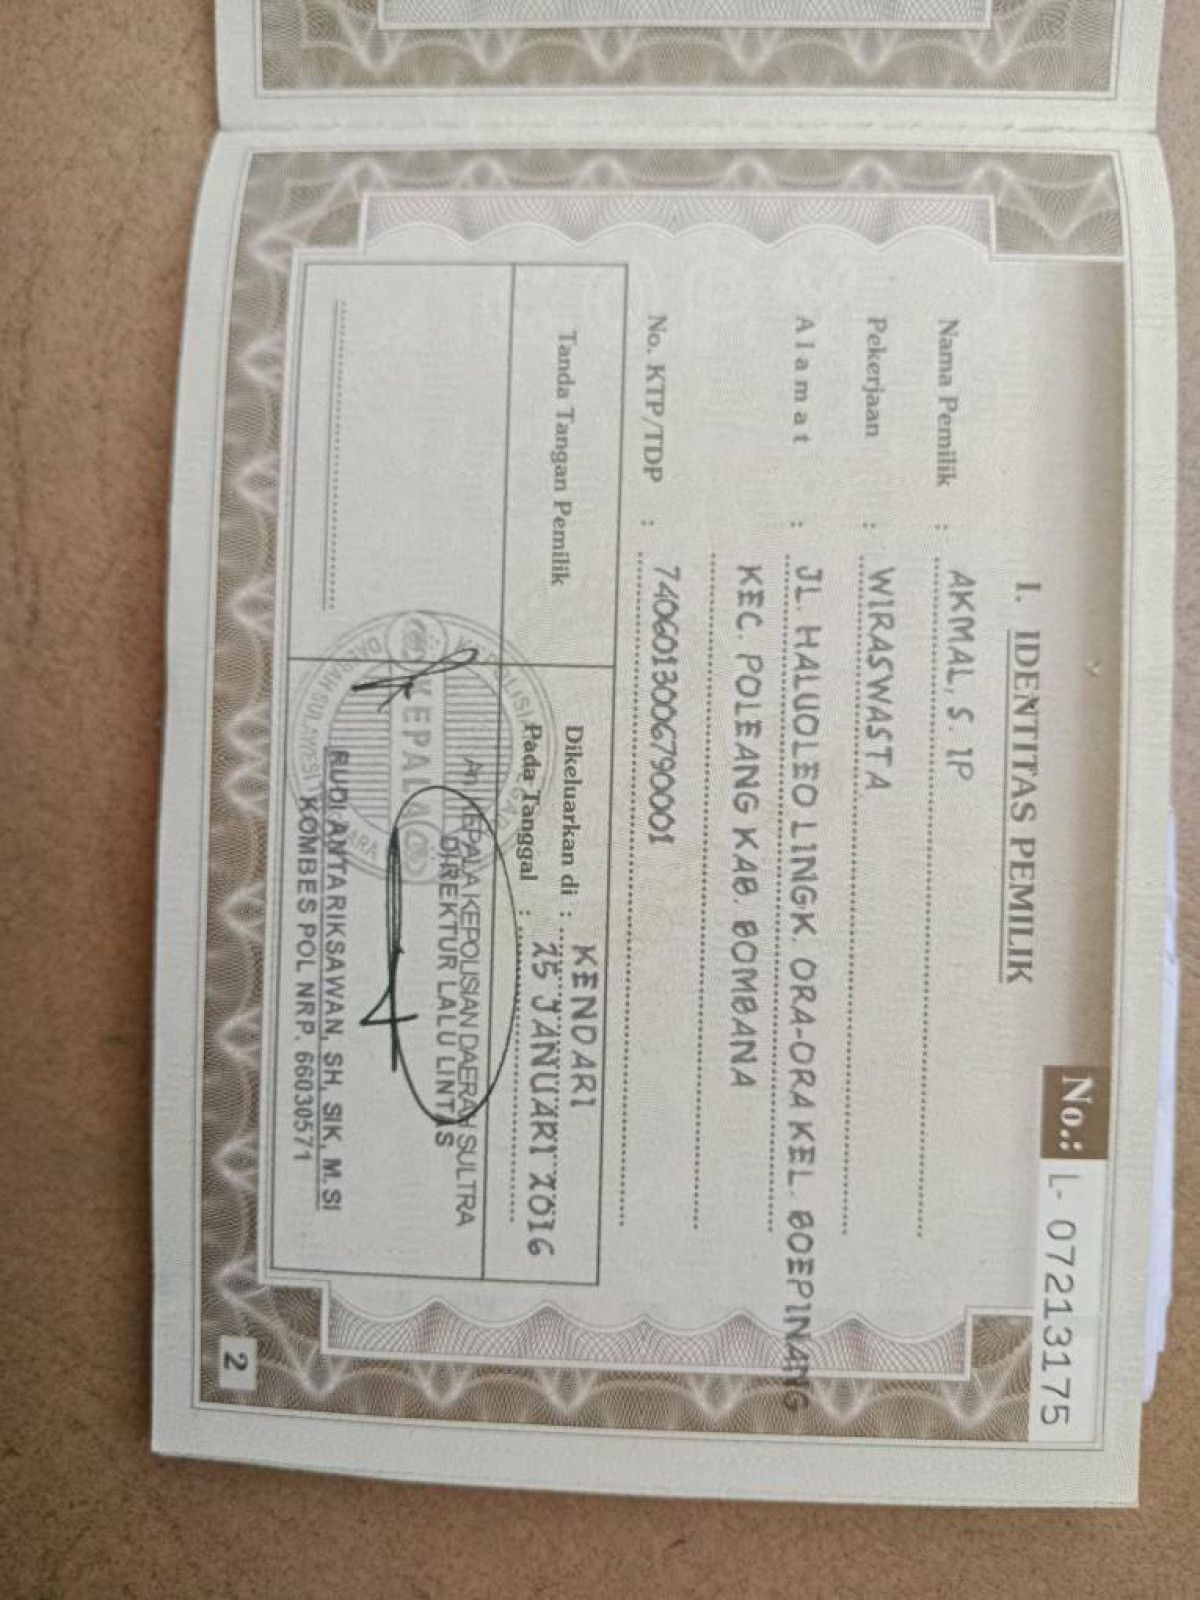 No.: L- 07213175
I. IDENTITAS PEMILIK
Nama Pemilik : AKMAL, S. IP
Pekerjaan : WIRASWASTA
A l a m a t : JL. HALUOLEO LINGK. ORA-ORA KEL. BOEPINANG
KEC. POLEANG KAB. BOMBANA
No. KTP/TDP : 7406013006790001
Tanda Tangan Pemilik
Dikeluarkan di : KENDARI
Pada Tanggal : 25 JANUARI 2016
An. KEPALA KEPOLISIAN DAERAH SULTRA
DIREKTUR LALU LINTAS
KEPALA
RUDI ANTARIKSAWAN, SH, SIK, M.SI
KOMBES POL NRP. 66030571
2